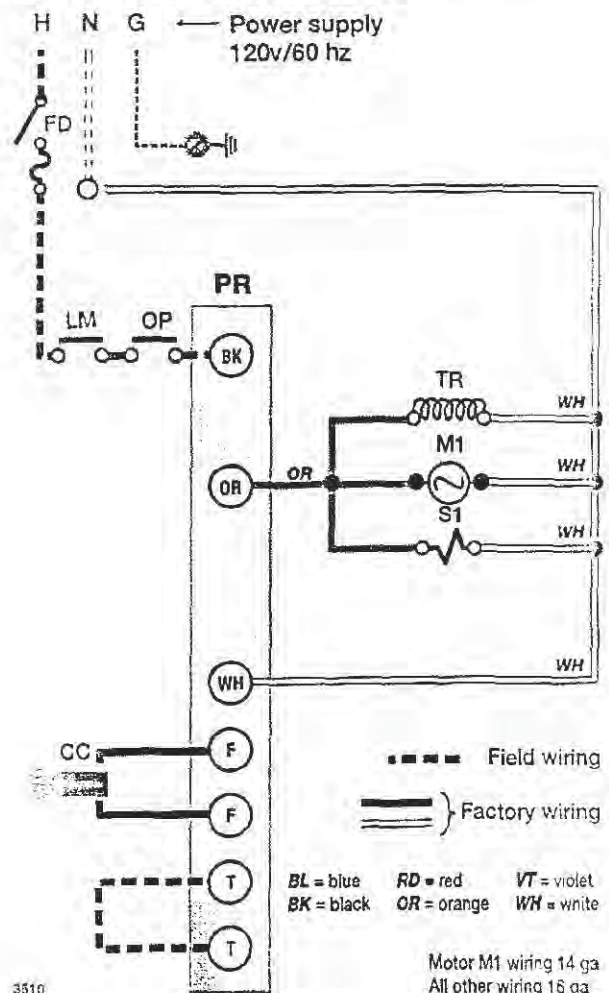 H N G Power supply
120v/60 hz
FD
PR
LM OP BK
TR WH
M1
OR OR WH
S1
WH
WH WH
CC F
F
Field wiring
Factory wiring
T
T
BL = blue RD = red VT = violet
BK = black OR = orange WH = white
Motor M1 wiring 14 ga
All other wiring 16 ga
3510